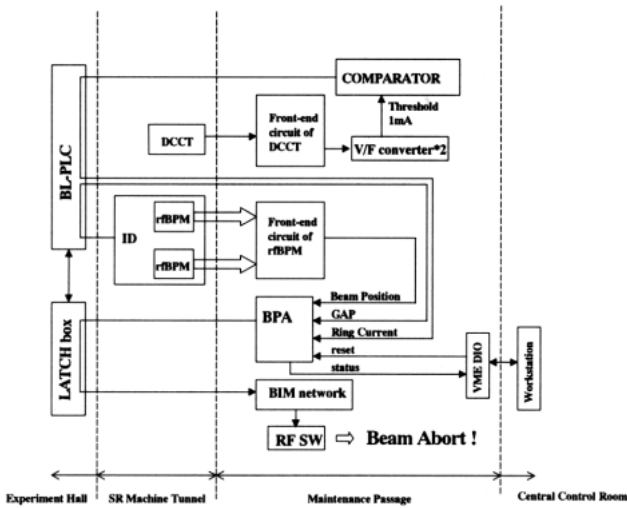 COMPARATOR
Threshold
1mA
DCCT
Front-end
circuit of
DCCT
V/F converter*2
BL-PLC
ID
rfBPM
rfBPM
Front-end
circuit of
rfBPM
Beam Position
GAP
Ring Current
reset
status
BPA
LATCH box
VME DIO
Workstation
BIM network
RF SW
Beam Abort !
Experiment Hall
SR Machine Tunnel
Maintenance Passage
Central Control Room